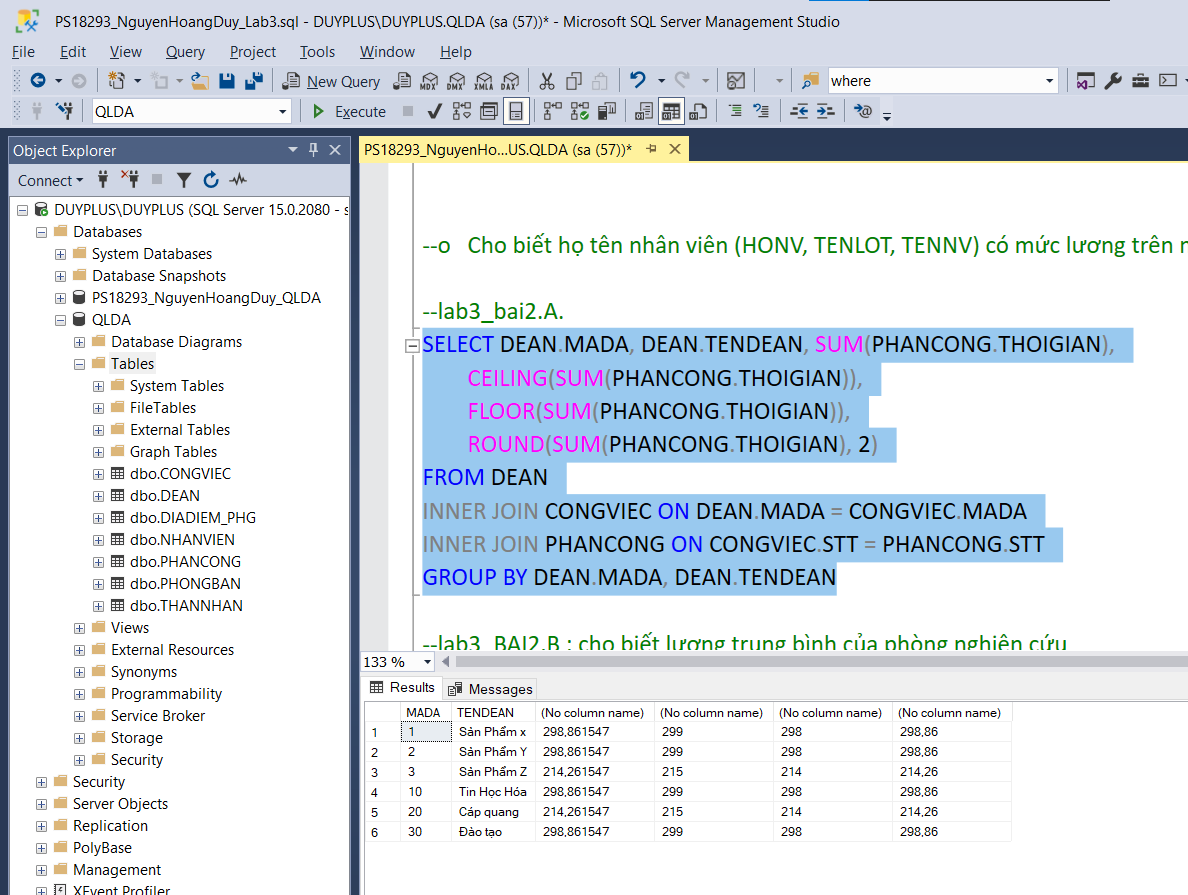 PS18293_NguyenHoangDuy_Lab3.sql - DUYPLUS\DUYPLUS.QLDA (sa (57))* - Microsoft SQL Server Management Studio
File Edit View Query Project Tools Window Help
New Query MDX DMX XMLA DAX where
QLDA Execute
Object Explorer
Connect
DUYPLUS\DUYPLUS (SQL Server 15.0.2080 - s
Databases
System Databases
Database Snapshots
PS18293_NguyenHoangDuy_QLDA
QLDA
Database Diagrams
Tables
System Tables
FileTables
External Tables
Graph Tables
dbo.CONGVIEC
dbo.DEAN
dbo.DIADIEM_PHG
dbo.NHANVIEN
dbo.PHANCONG
dbo.PHONGBAN
dbo.THANNHAN
Views
External Resources
Synonyms
Programmability
Service Broker
Storage
Security
Security
Server Objects
Replication
PolyBase
Management
XEvent Profiler
PS18293_NguyenHo...US.QLDA (sa (57))*
--o Cho biết họ tên nhân viên (HONV, TENLOT, TENNV) có mức lương trên
--lab3_bai2.A.
SELECT DEAN.MADA, DEAN.TENDEAN, SUM(PHANCONG.THOIGIAN),
CEILING(SUM(PHANCONG.THOIGIAN)),
FLOOR(SUM(PHANCONG.THOIGIAN)),
ROUND(SUM(PHANCONG.THOIGIAN), 2)
FROM DEAN
INNER JOIN CONGVIEC ON DEAN.MADA = CONGVIEC.MADA
INNER JOIN PHANCONG ON CONGVIEC.STT = PHANCONG.STT
GROUP BY DEAN.MADA, DEAN.TENDEAN
--lab3_BAI2.B : cho biết lương trung bình của phòng nghiên cứu
133 %
Results Messages
MADA TENDEAN (No column name) (No column name) (No column name) (No column name)
1 1 Sản Phẩm x 298,861547 299 298 298,86
2 2 Sản Phẩm Y 298,861547 299 298 298,86
3 3 Sản Phẩm Z 214,261547 215 214 214,26
4 10 Tin Học Hóa 298,861547 299 298 298,86
5 20 Cáp quang 214,261547 215 214 214,26
6 30 Đào tạo 298,861547 299 298 298,86